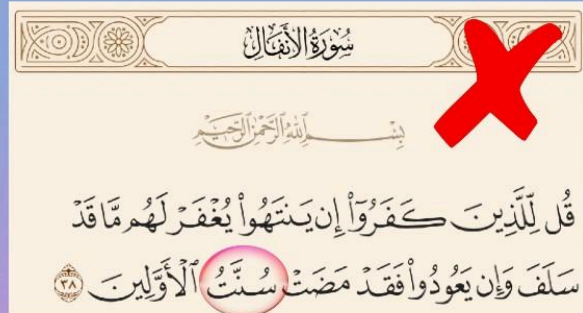 سُورَةُ الأَنفَالِ
بِسْمِ ٱللَّهِ ٱلرَّحْمَٰنِ ٱلرَّحِيمِ
قُل لِّلَّذِينَ كَفَرُوٓا۟ إِن يَنتَهُوا۟ يُغْفَرْ لَهُم مَّا قَدْ
سَلَفَ وَإِن يَعُودُوا۟ فَقَدْ مَضَتْ سُنَّتُ ٱلْأَوَّلِينَ ٣٨